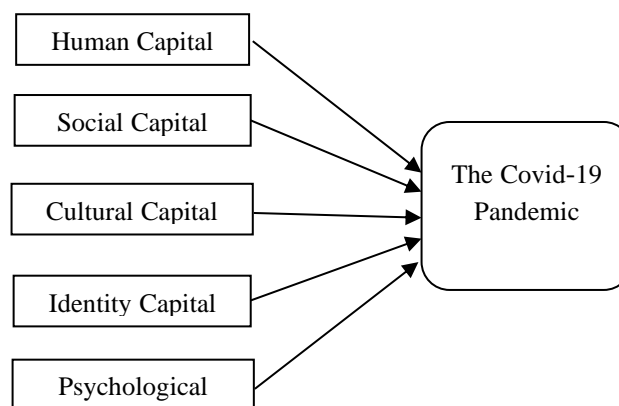 Human Capital
Social Capital
Cultural Capital
Identity Capital
Psychological
The Covid-19
Pandemic